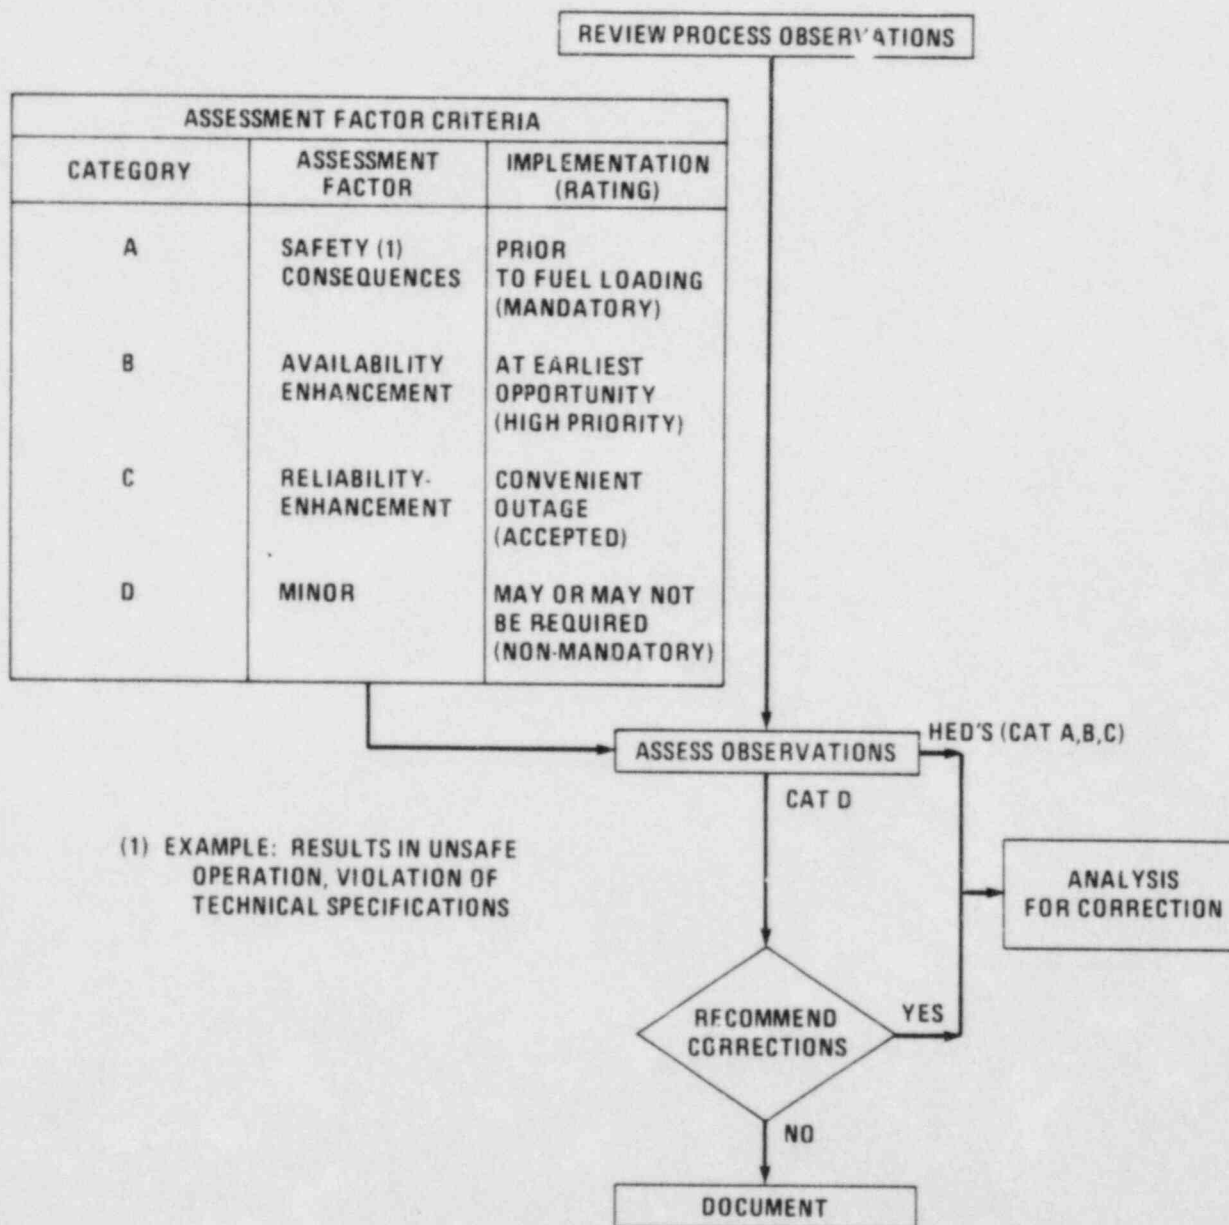 REVIEW PROCESS OBSERVATIONS
ASSESSMENT FACTOR CRITERIA
CATEGORY
ASSESSMENT
FACTOR
IMPLEMENTATION
(RATING)
A
SAFETY (1)
CONSEQUENCES
PRIOR
TO FUEL LOADING
(MANDATORY)
B
AVAILABILITY
ENHANCEMENT
AT EARLIEST
OPPORTUNITY
(HIGH PRIORITY)
C
RELIABILITY-
ENHANCEMENT
CONVENIENT
OUTAGE
(ACCEPTED)
D
MINOR
MAY OR MAY NOT
BE REQUIRED
(NON-MANDATORY)
ASSESS OBSERVATIONS
HED'S (CAT A,B,C)
CAT D
(1) EXAMPLE: RESULTS IN UNSAFE
OPERATION, VIOLATION OF
TECHNICAL SPECIFICATIONS
ANALYSIS
FOR CORRECTION
RECOMMEND
CORRECTIONS
YES
NO
DOCUMENT